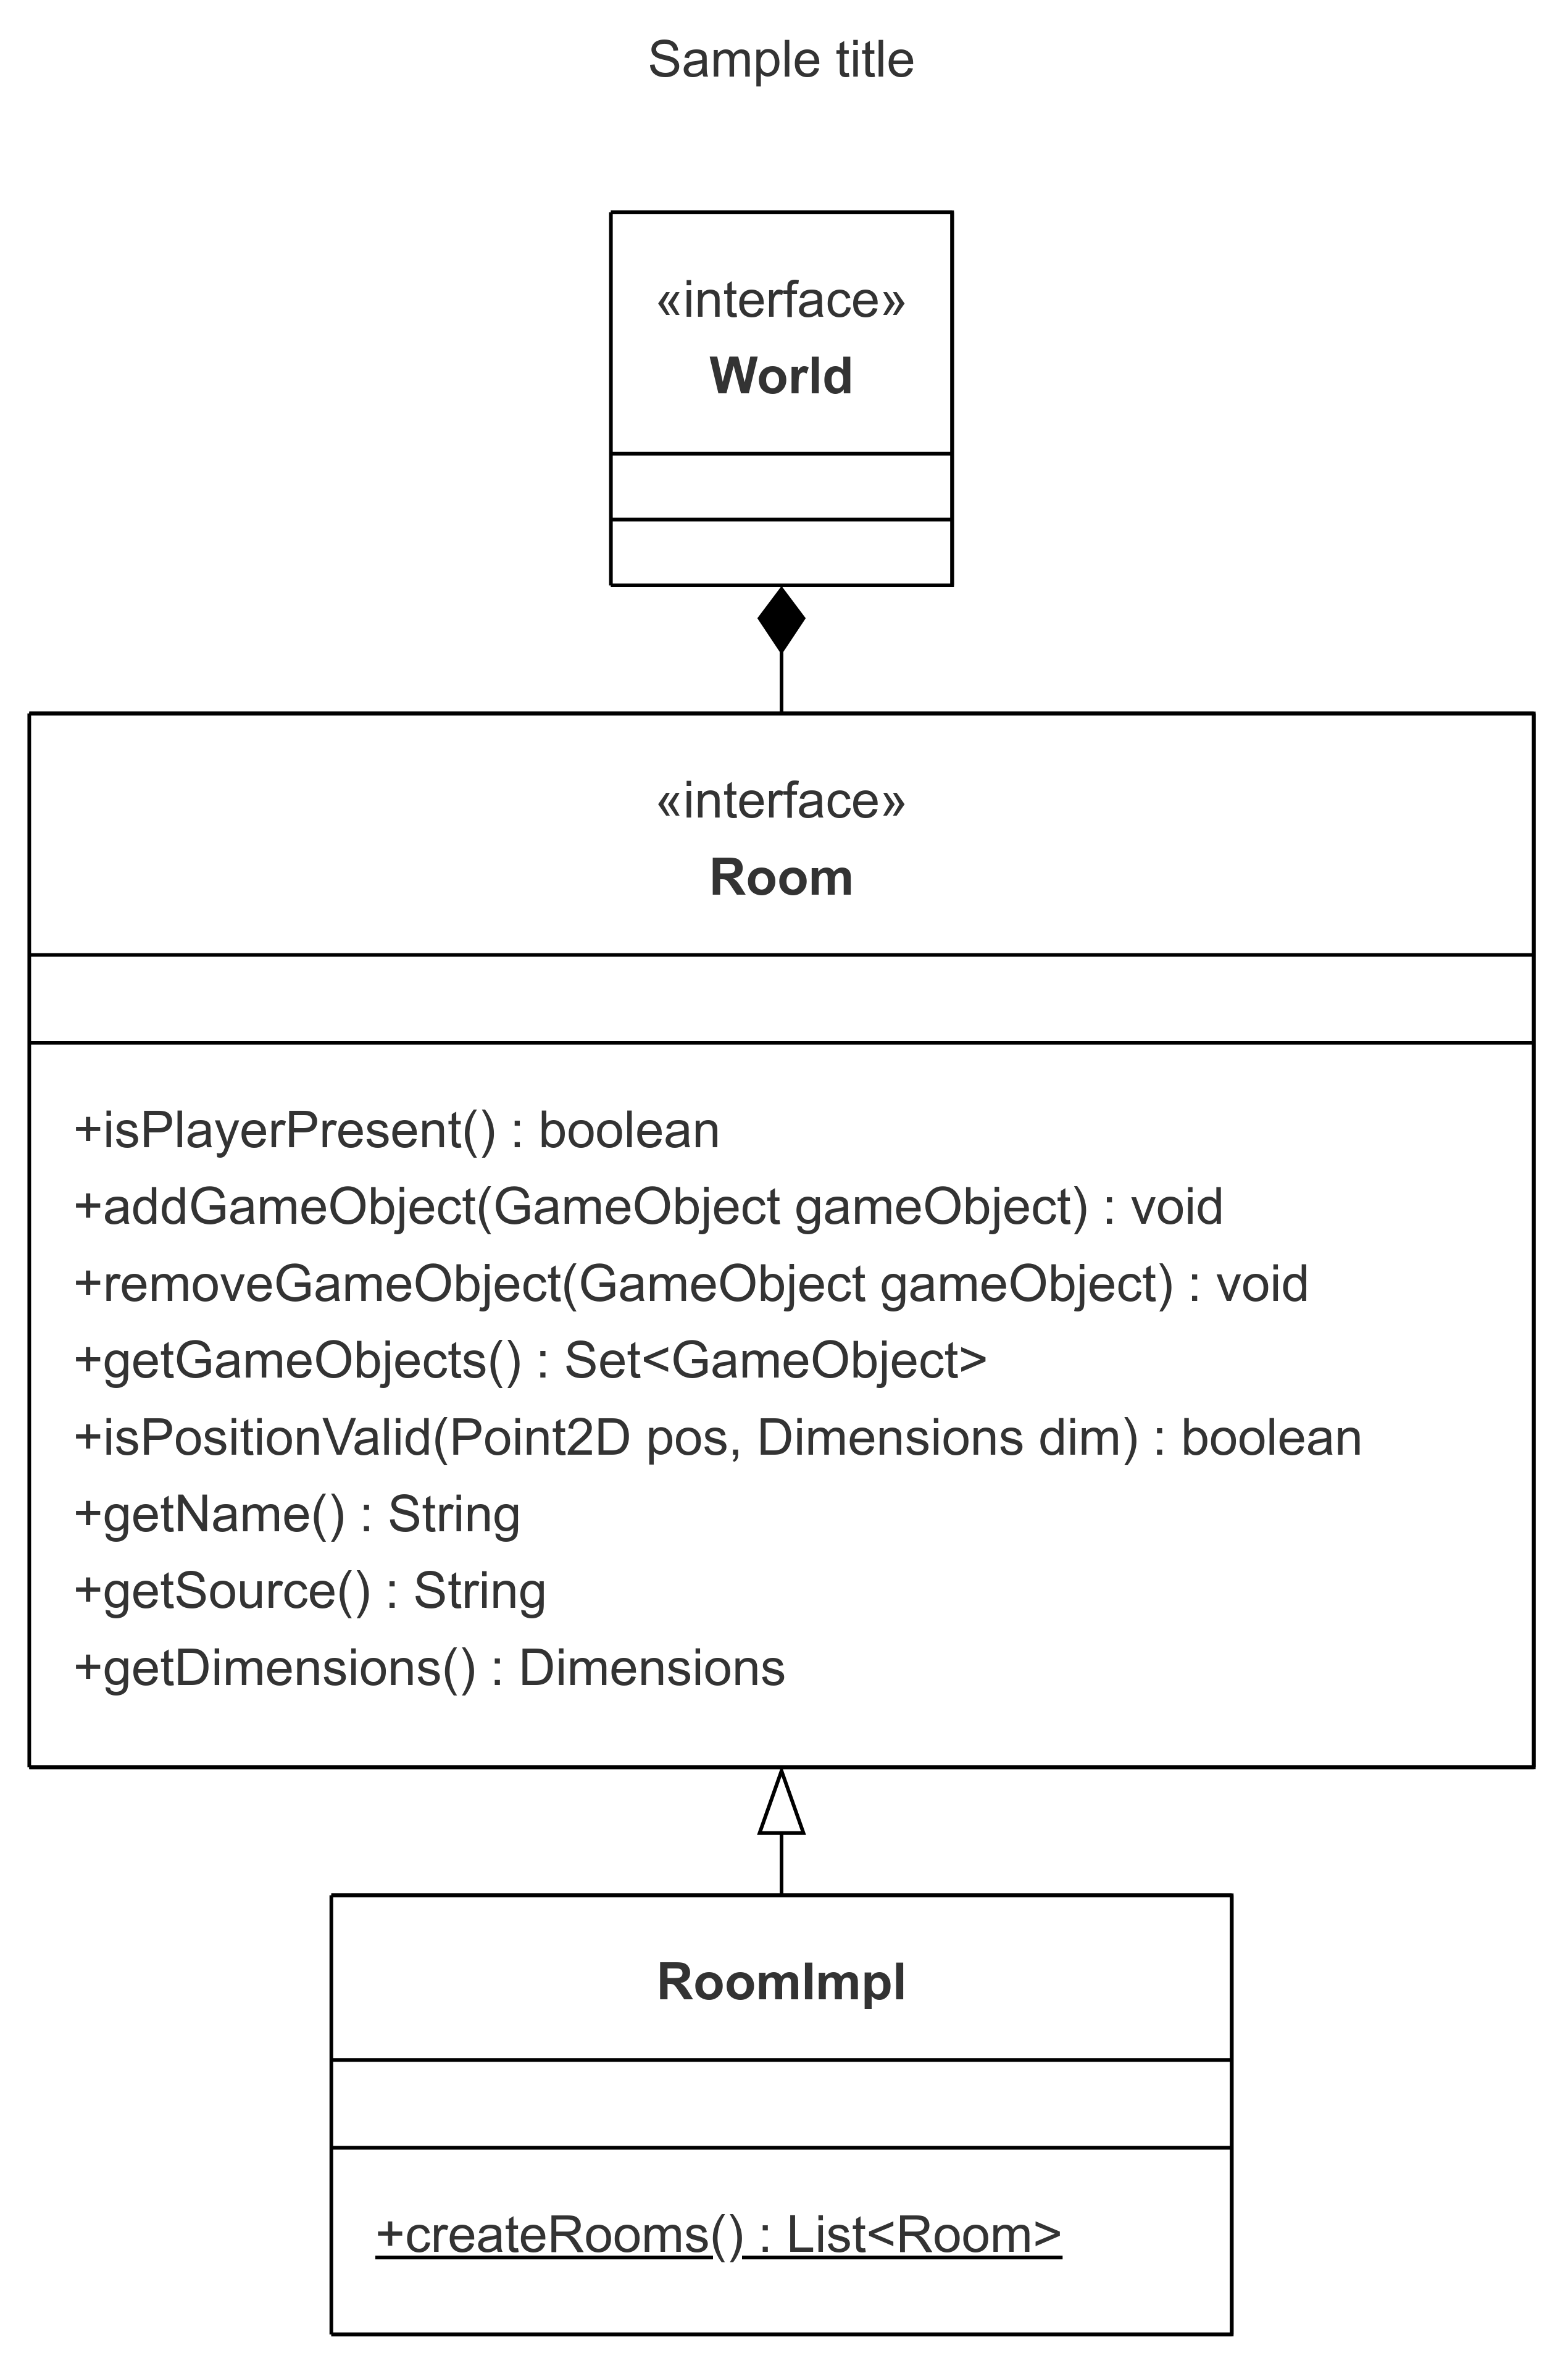 Sample title
«interface»
World
«interface»
Room
+isPlayerPresent() : boolean
+addGameObject(GameObject gameObject) : void
+removeGameObject(GameObject gameObject) : void
+getGameObjects() : Set<GameObject>
+isPositionValid(Point2D pos, Dimensions dim) : boolean
+getName() : String
+getSource() : String
+getDimensions() : Dimensions
RoomImpl
+createRooms() : List<Room>